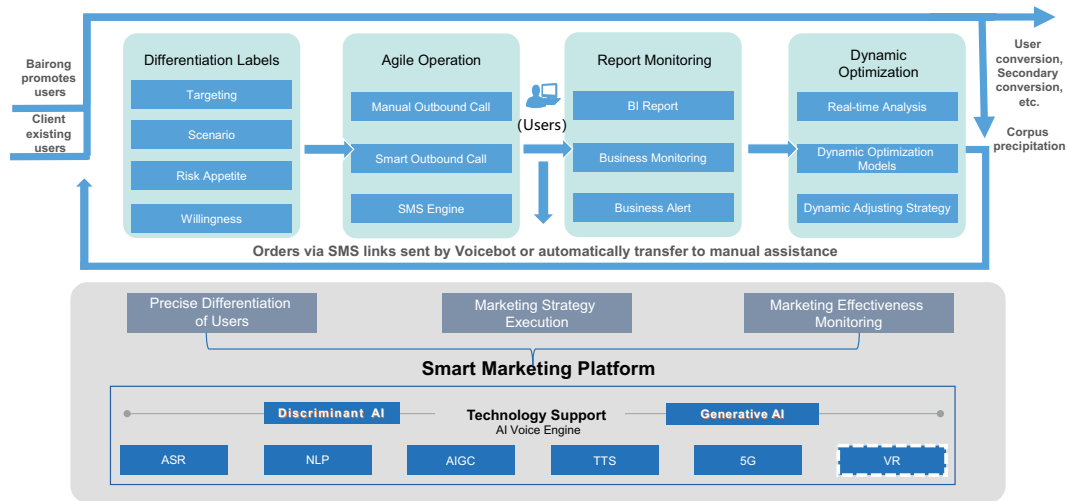 Bairong
promotes
users
Client
existing
users
Differentiation Labels
Targeting
Scenario
Risk Appetite
Willingness
Agile Operation
Manual Outbound Call
Smart Outbound Call
SMS Engine
(Users)
Report Monitoring
BI Report
Business Monitoring
Business Alert
Dynamic
Optimization
Real-time Analysis
Dynamic Optimization
Models
Dynamic Adjusting Strategy
User
conversion,
Secondary
conversion,
etc.
Corpus
precipitation
Orders via SMS links sent by Voicebot or automatically transfer to manual assistance
Precise Differentiation
of Users
Marketing Strategy
Execution
Marketing Effectiveness
Monitoring
Smart Marketing Platform
Discriminant AI
Technology Support
Generative AI
AI Voice Engine
ASR
NLP
AIGC
TTS
5G
VR